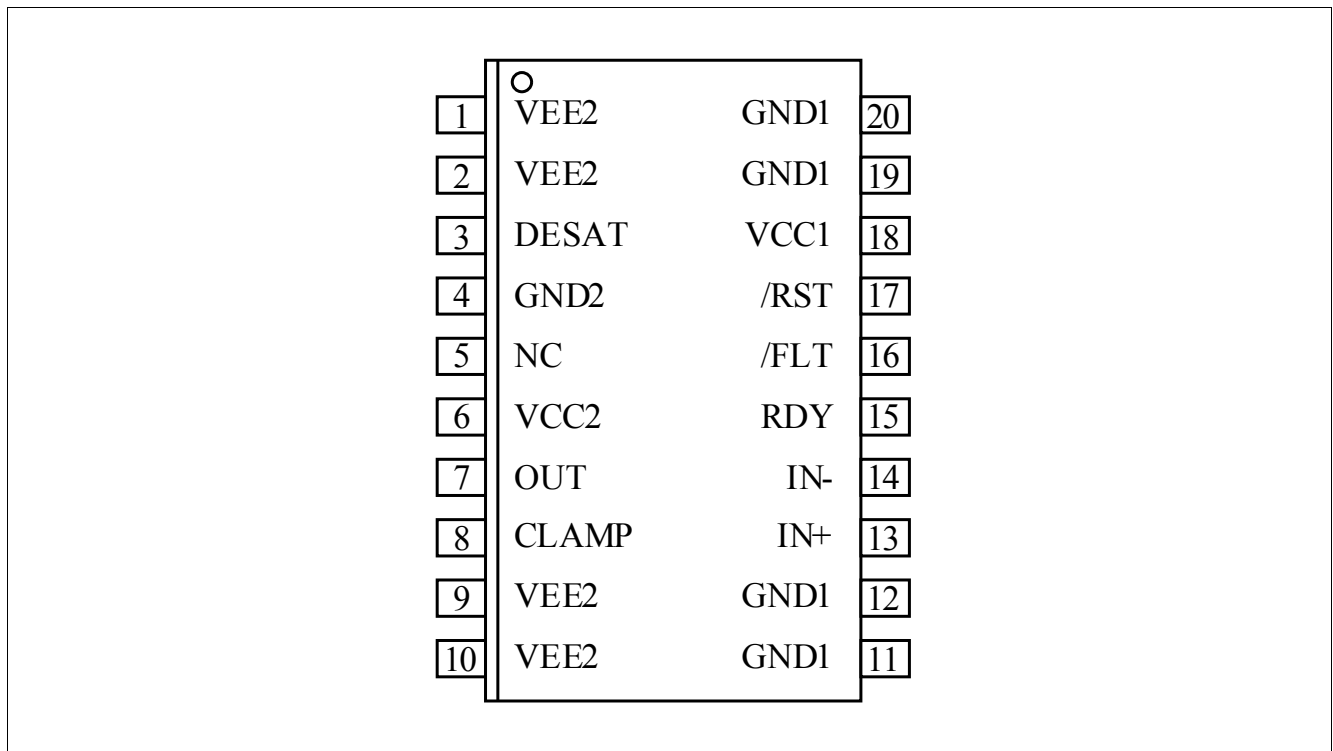 1 VEE2 GND1 20
2 VEE2 GND1 19
3 DESAT VCC1 18
4 GND2 /RST 17
5 NC /FLT 16
6 VCC2 RDY 15
7 OUT IN- 14
8 CLAMP IN+ 13
9 VEE2 GND1 12
10 VEE2 GND1 11